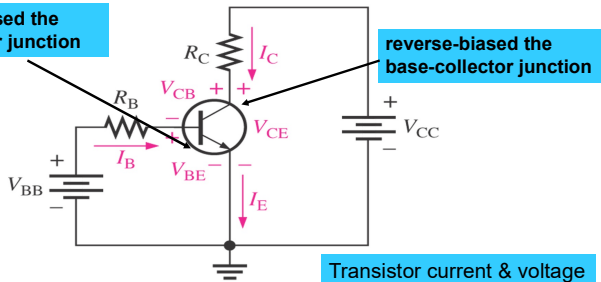 sed the
r junction
R_C
I_C
reverse-biased the
base-collector junction
V_CB + +
R_B
−
+
V_CE
+
V_CC
−
+
I_B
V_BE − −
V_BB
−
I_E
Transistor current & voltage